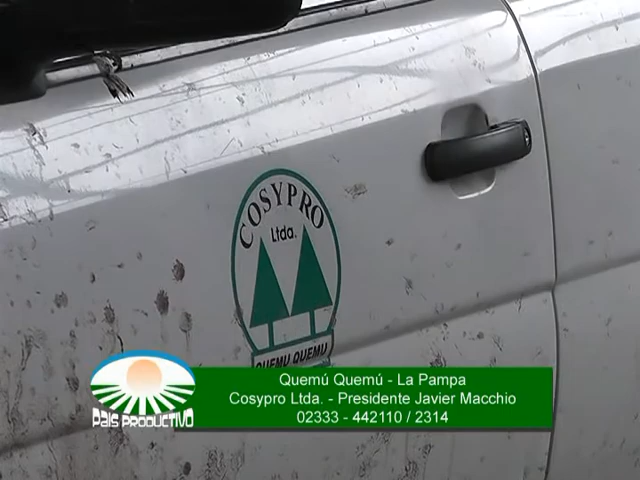 COSYPRO
Ltda.
QUEMU QUEMU
PAIS PRODUCTIVO
Quemú Quemú - La Pampa
Cosypro Ltda. - Presidente Javier Macchio
02333 - 442110 / 2314